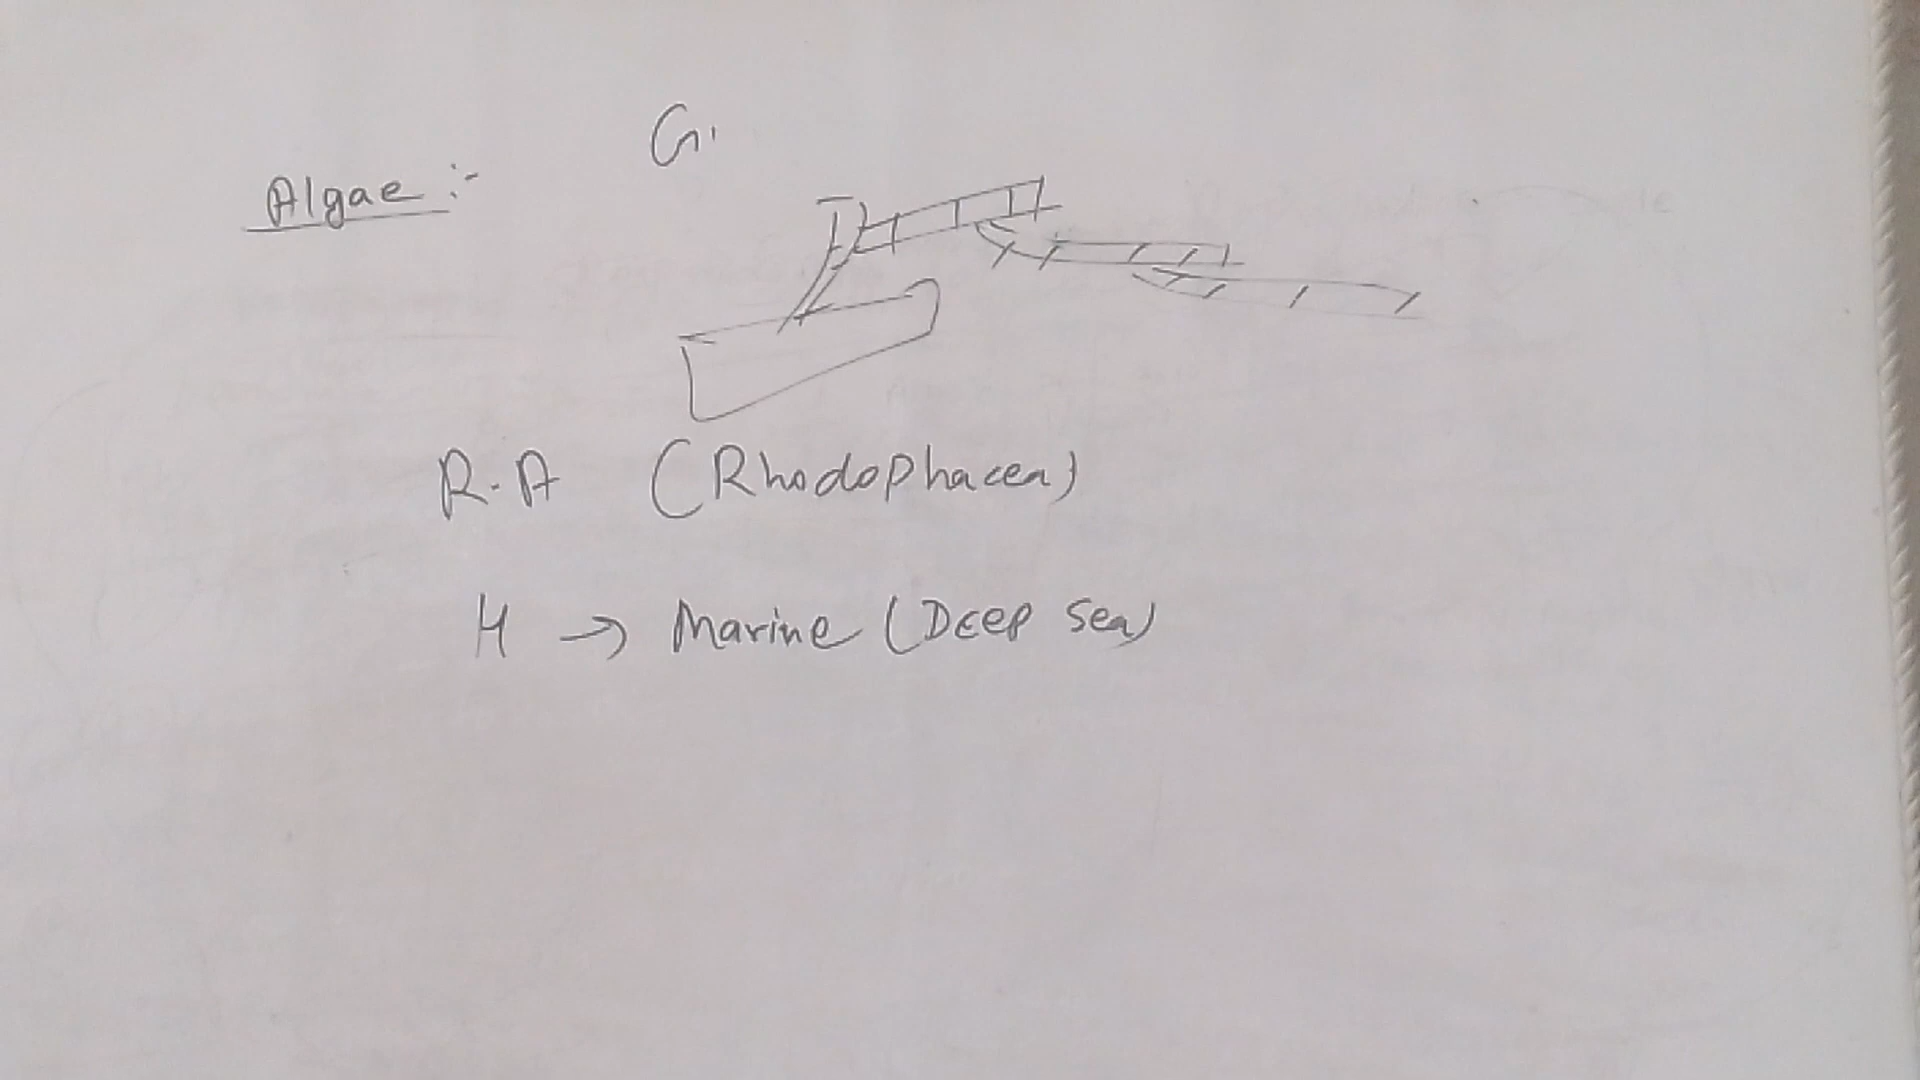 G.
Algae :-
R.A (Rhodophacea)
H → Marine (Deep sea)